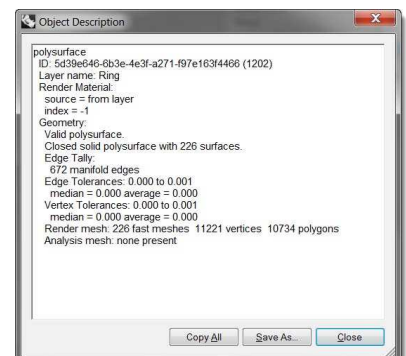 Object Description
polysurface
ID: 5d39e646-6b3e-4e3f-a271-f97e163f4466 (1202)
Layer name: Ring
Render Material:
source = from layer
index = -1
Geometry:
Valid polysurface.
Closed solid polysurface with 226 surfaces.
Edge Tally:
672 manifold edges
Edge Tolerances: 0.000 to 0.001
median = 0.000 average = 0.000
Vertex Tolerances: 0.000 to 0.001
median = 0.000 average = 0.000
Render mesh: 226 fast meshes 11221 vertices 10734 polygons
Analysis mesh: none present
Copy All Save As... Close